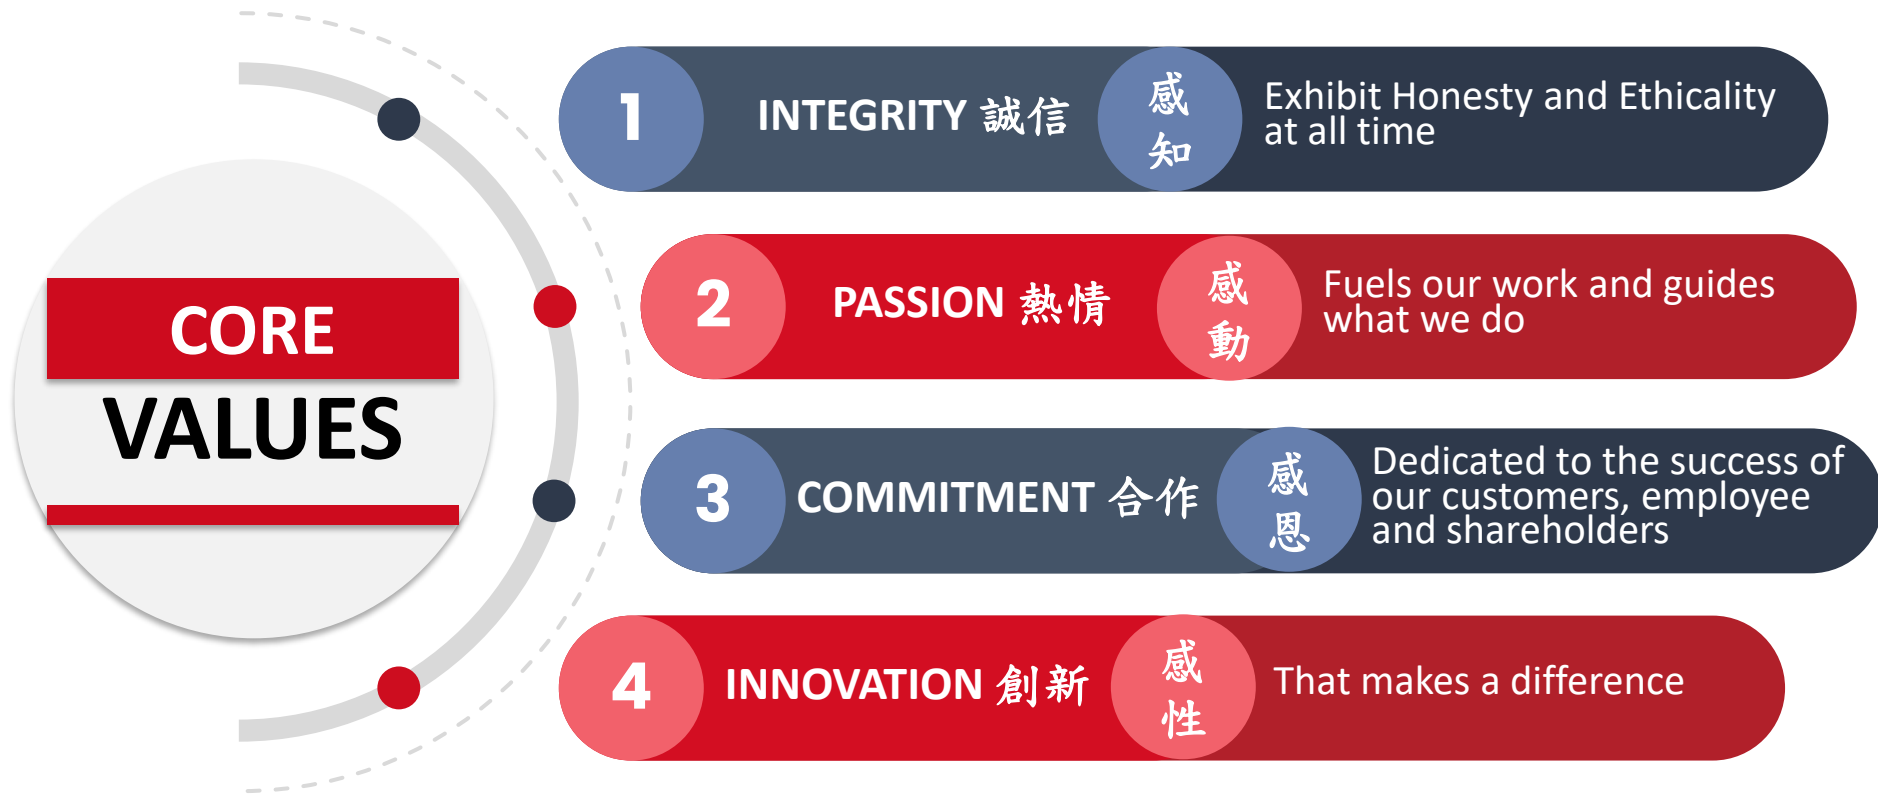 CORE
VALUES
1
INTEGRITY 誠信
感
知
Exhibit Honesty and Ethicality
at all time
2
PASSION 熱情
感
動
Fuels our work and guides
what we do
3
COMMITMENT 合作
感
恩
Dedicated to the success of
our customers, employee
and shareholders
4
INNOVATION 創新
感
性
That makes a difference